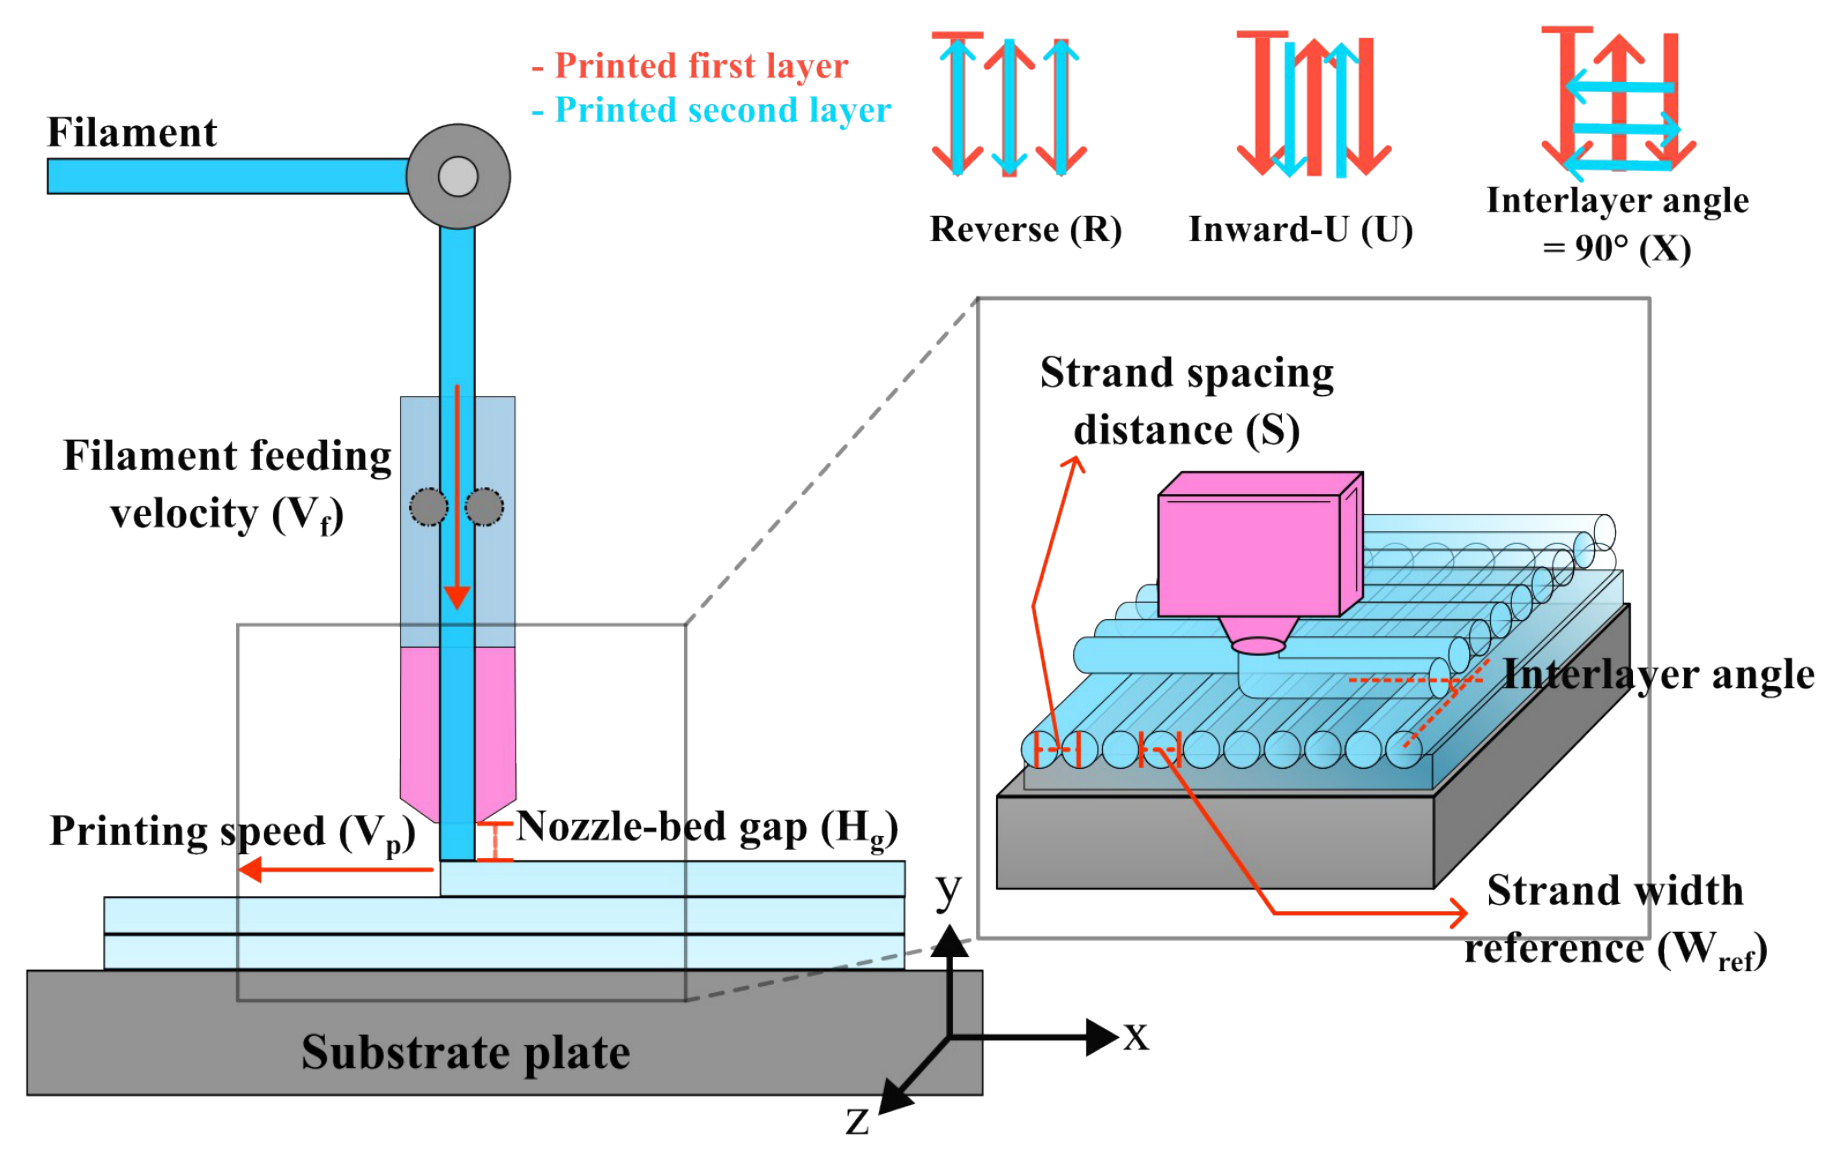 - Printed first layer
- Printed second layer
Filament
Reverse (R)
Inward-U (U)
Interlayer angle
= 90° (X)
Strand spacing
distance (S)
Filament feeding
velocity (Vf)
Interlayer angle
Printing speed (Vp)
Nozzle-bed gap (Hg)
Strand width
reference (Wref)
y
x
z
Substrate plate